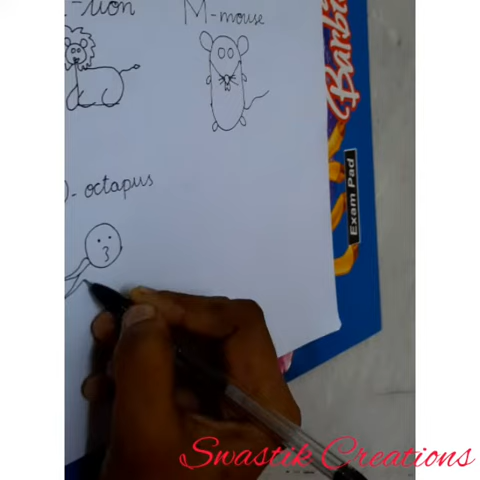 -lion
M-mouse
Barbie
Exam Pad
- octapus
Swastik Creations